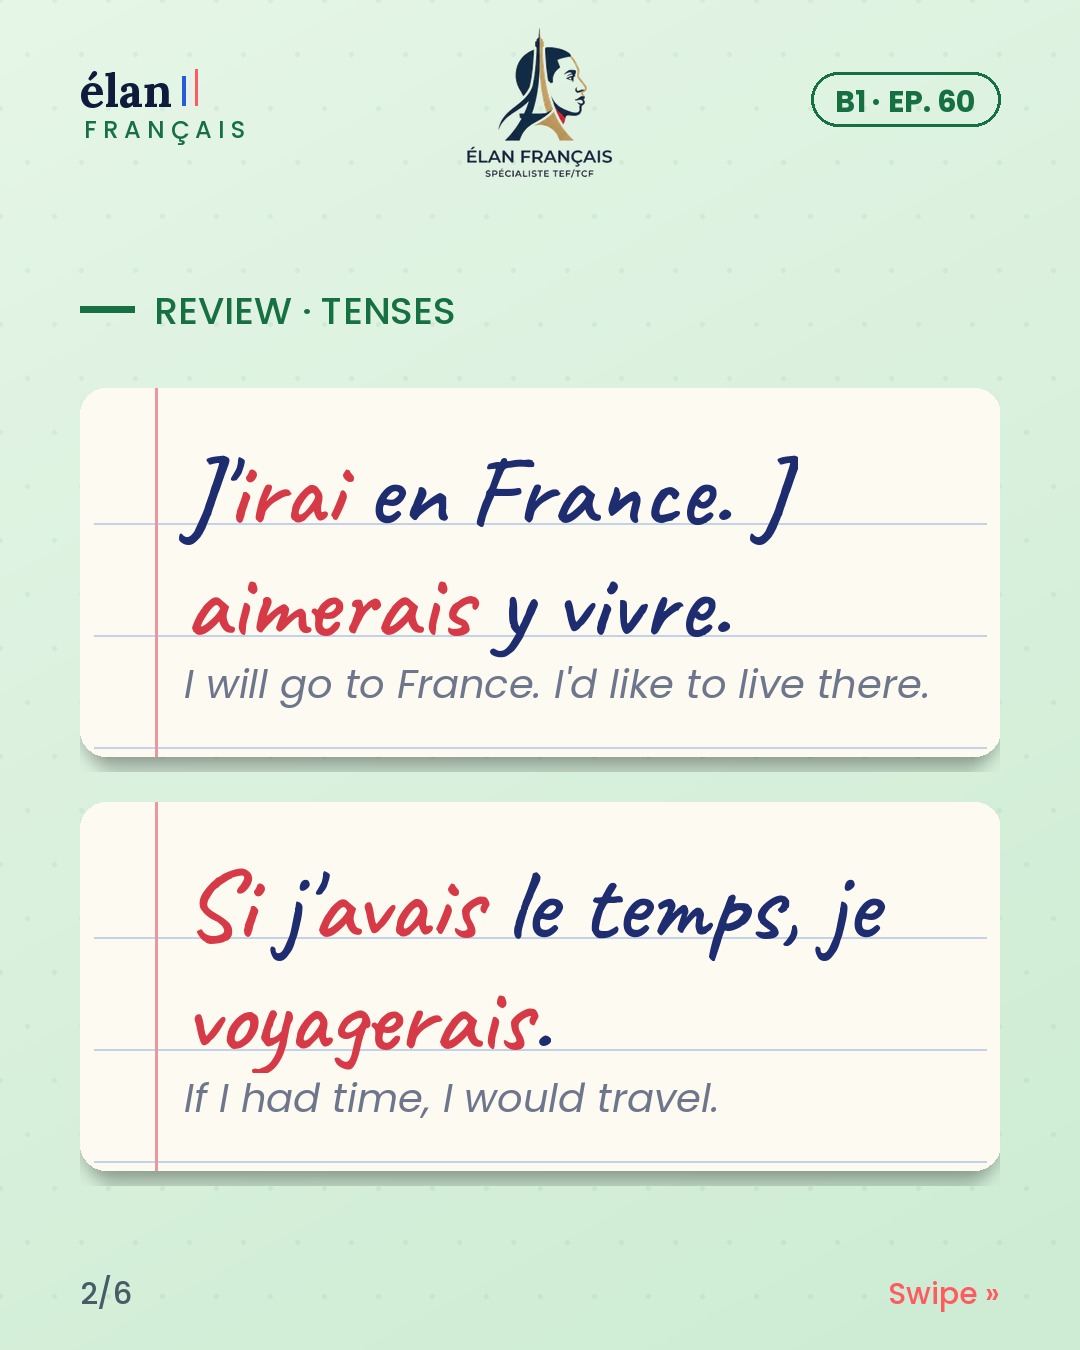 élan
FRANÇAIS
ÉLAN FRANÇAIS
SPÉCIALISTE TEF/TCF
B1 · EP. 60
REVIEW · TENSES
J'irai en France. J
aimerais y vivre.
I will go to France. I'd like to live there.
Si j'avais le temps, je
voyagerais.
If I had time, I would travel.
2/6
Swipe »